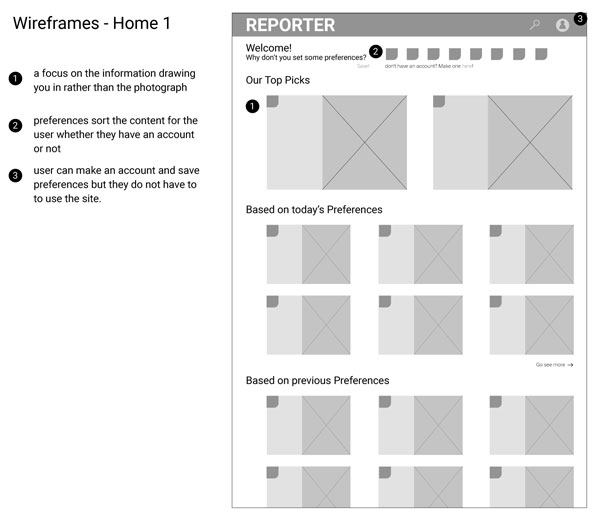 Wireframes - Home 1
1 a focus on the information drawing
you in rather than the photograph
2 preferences sort the content for the
user whether they have an account
or not
3 user can make an account and save
preferences but they do not have to
to use the site.
REPORTER
3
Welcome!
Why don't you set some preferences?
2
Save!
don't have an account? Make one here!
Our Top Picks
1
Based on today's Preferences
Go see more →
Based on previous Preferences